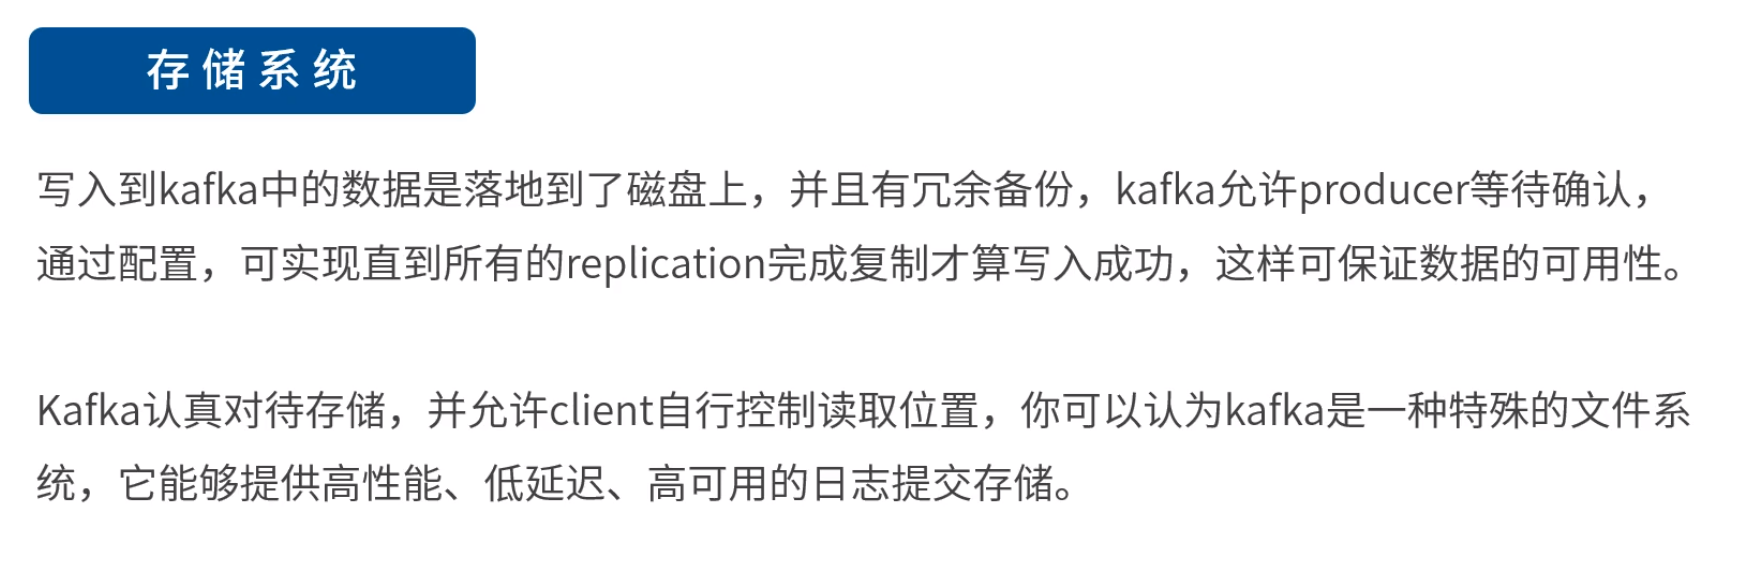 存储系统
写入到kafka中的数据是落地到了磁盘上，并且有冗余备份，kafka允许producer等待确认，
通过配置，可实现直到所有的replication完成复制才算写入成功，这样可保证数据的可用性。
Kafka认真对待存储，并允许client自行控制读取位置，你可以认为kafka是一种特殊的文件系
统，它能够提供高性能、低延迟、高可用的日志提交存储。